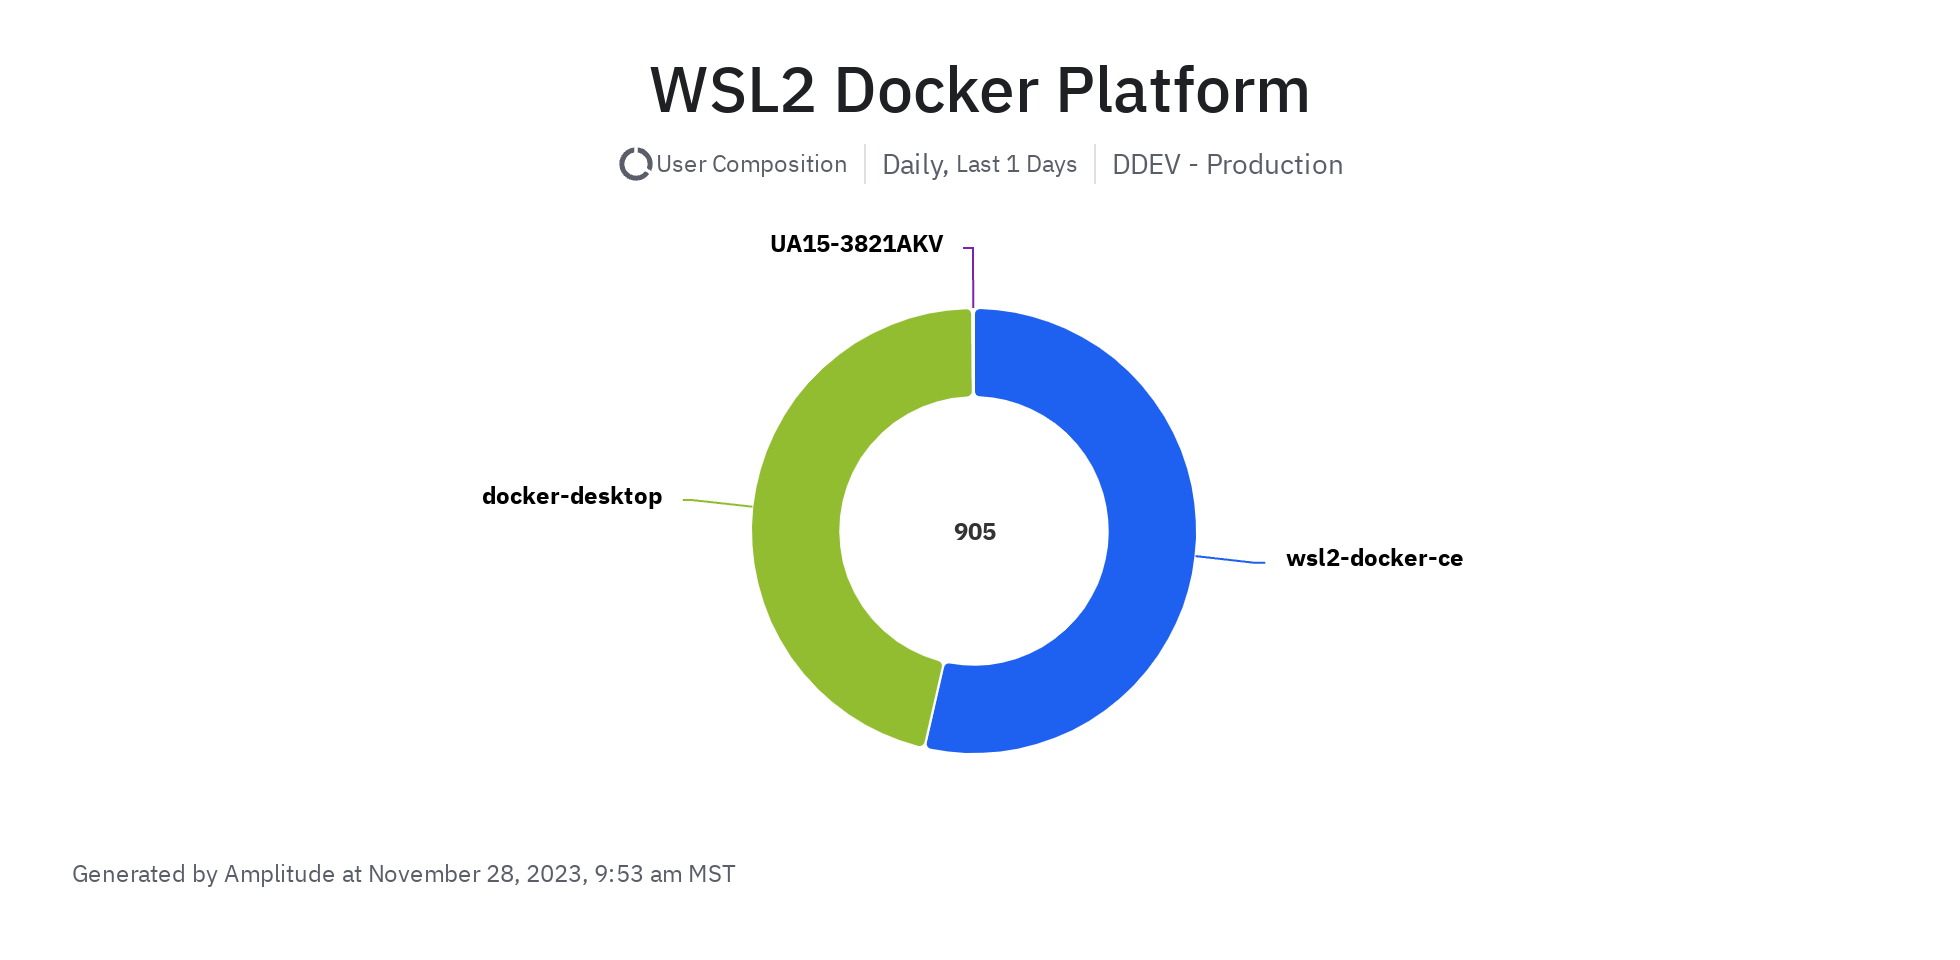 WSL2 Docker Platform
User Composition Daily, Last 1 Days DDEV - Production
UA15-3821AKV
docker-desktop
905
wsl2-docker-ce
Generated by Amplitude at November 28, 2023, 9:53 am MST